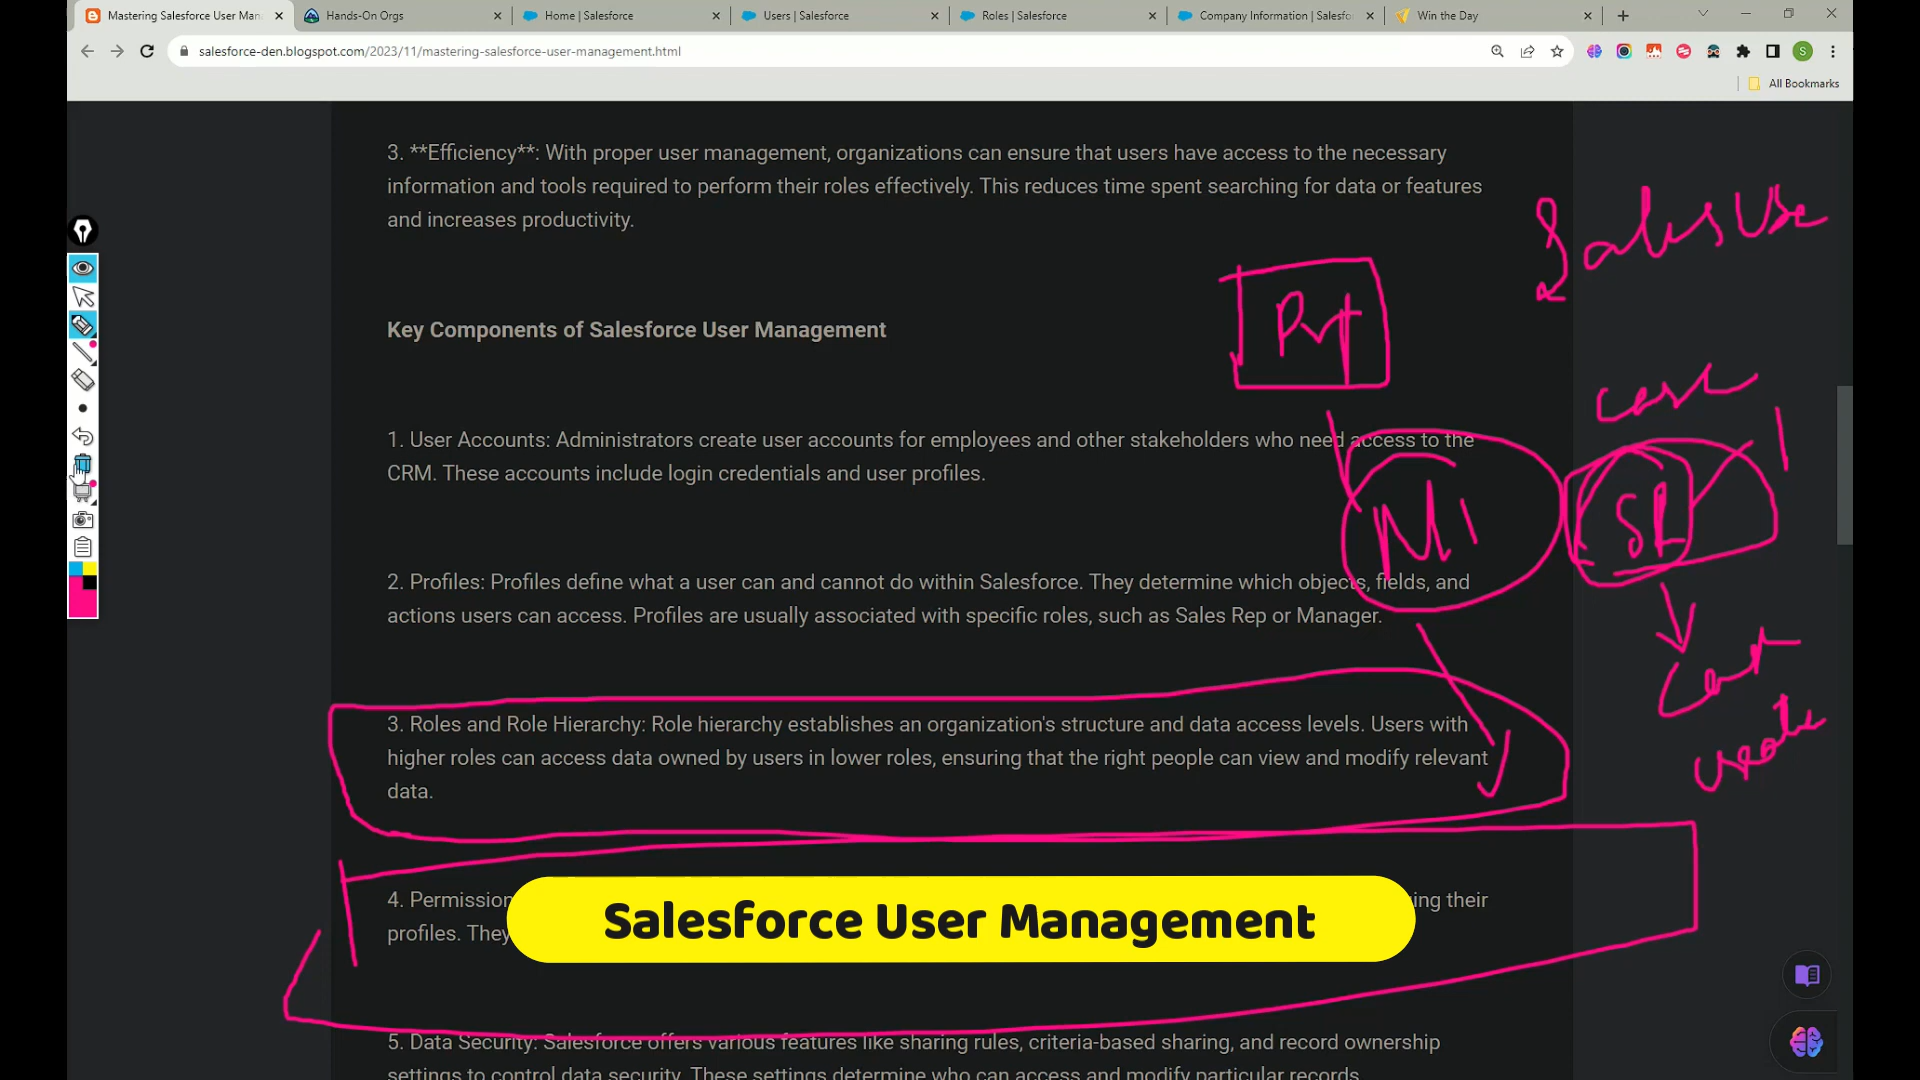 Mastering Salesforce User Man
Hands-On Orgs
Home | Salesforce
Users | Salesforce
Roles | Salesforce
Company Information | Salesfo
Win the Day
salesforce-den.blogspot.com/2023/11/mastering-salesforce-user-management.html
S
All Bookmarks
3. **Efficiency**: With proper user management, organizations can ensure that users have access to the necessary
information and tools required to perform their roles effectively. This reduces time spent searching for data or features
and increases productivity.
Sales Use
Key Components of Salesforce User Management
case
1. User Accounts: Administrators create user accounts for employees and other stakeholders who need access to the
CRM. These accounts include login credentials and user profiles.
M1
SR
2. Profiles: Profiles define what a user can and cannot do within Salesforce. They determine which objects, fields, and
actions users can access. Profiles are usually associated with specific roles, such as Sales Rep or Manager.
3. Roles and Role Hierarchy: Role hierarchy establishes an organization's structure and data access levels. Users with
higher roles can access data owned by users in lower roles, ensuring that the right people can view and modify relevant
data.
4. Permission ing their
profiles. They
Salesforce User Management
5. Data Security: Salesforce offers various features like sharing rules, criteria-based sharing, and record ownership
settings to control data security. These settings determine who can access and modify particular records.